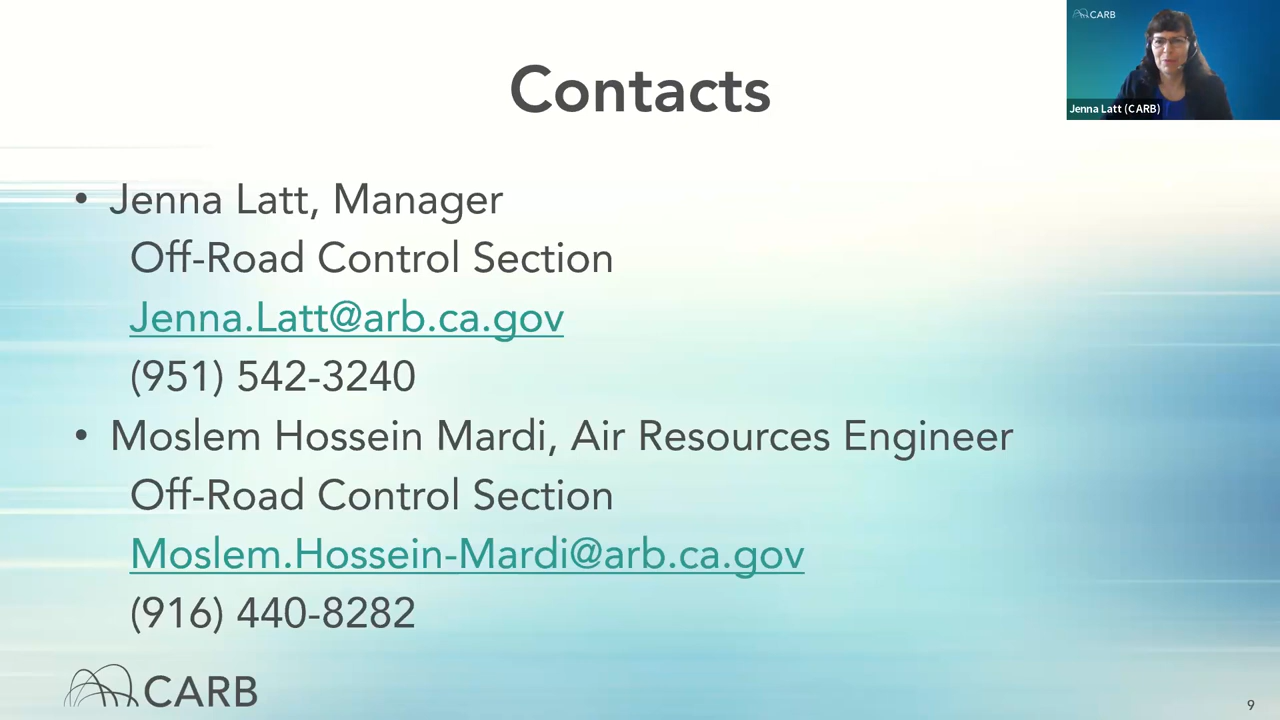 Contacts
CARB
Jenna Latt (CARB)
• Jenna Latt, Manager
Off-Road Control Section
Jenna.Latt@arb.ca.gov
(951) 542-3240
• Moslem Hossein Mardi, Air Resources Engineer
Off-Road Control Section
Moslem.Hossein-Mardi@arb.ca.gov
(916) 440-8282
CARB
9